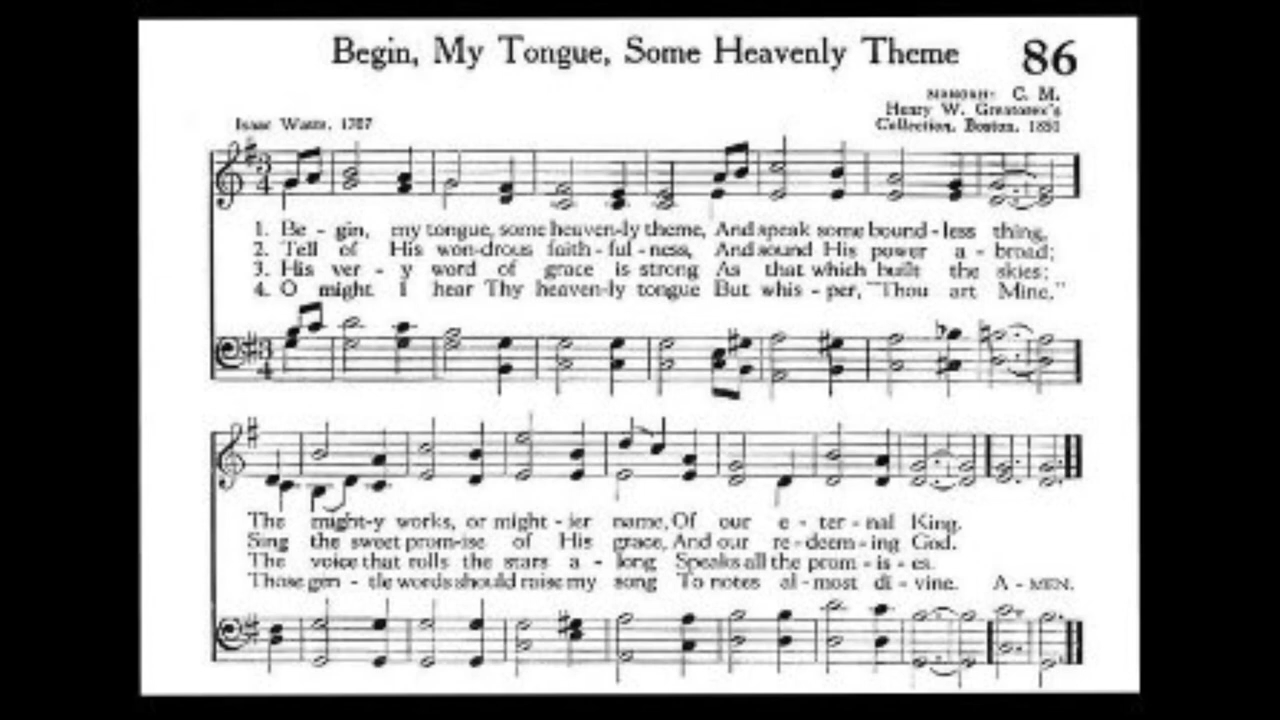 Begin, My Tongue, Some Heavenly Theme 86
C. M.
Isaac Watts, 1707
Henry W. Greatorex's
Collection, Boston, 1851
3
4
1. Be - gin, my tongue, some heaven-ly theme, And speak some bound - less thing,
2. Tell of His won-drous faith - ful - ness, And sound His power a - broad;
3. His ver - y word of grace is strong As that which built the skies;
4. O might I hear Thy heaven-ly tongue But whis - per, "Thou art Mine,"
3
4
The might-y works, or might - ier name, Of our e - ter - nal King.
Sing the sweet prom-ise of His grace, And our re - deem - ing God.
The voice that rolls the stars a - long Speaks all the prom - is - es.
Those gen - tle words should raise my song To notes al - most di - vine. A - MEN.